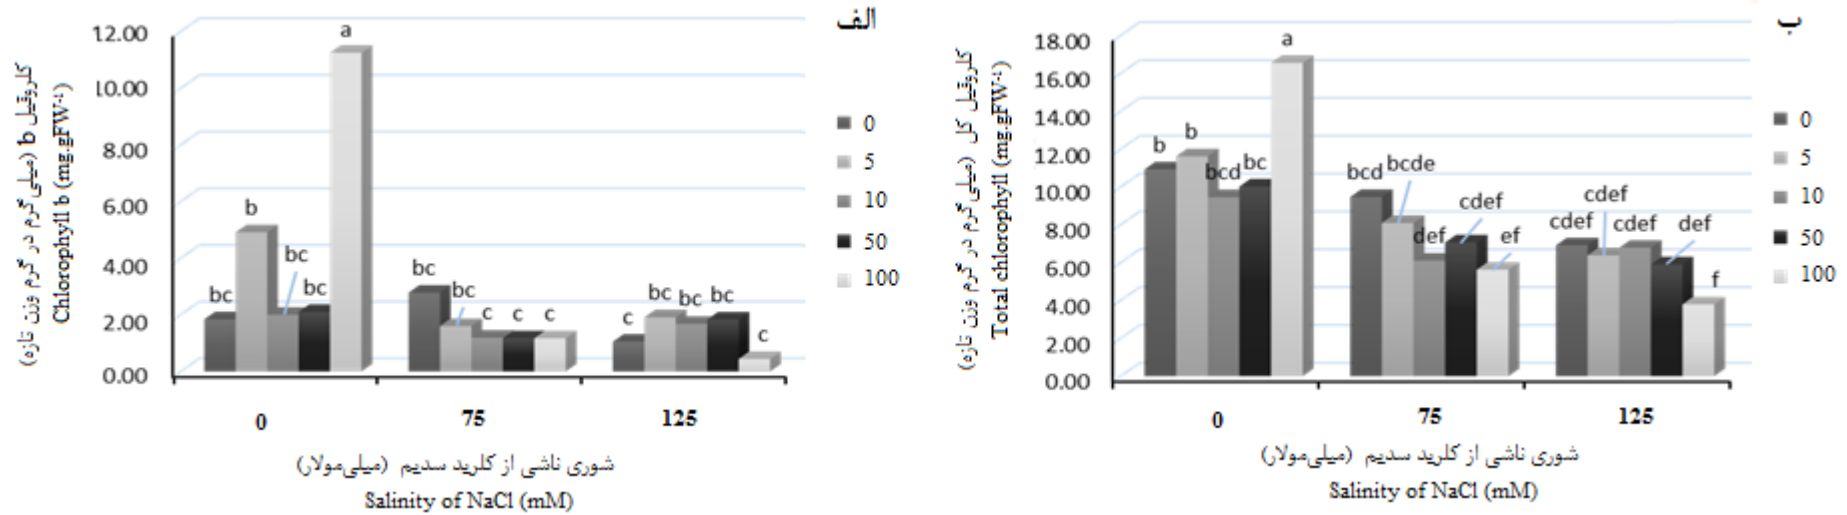 الف
کلروفیل b (میلی گرم در گرم وزن تازه)
Chlorophyll b (mg.gFW-1)
12.00
10.00
8.00
6.00
4.00
2.00
0.00
bc
b
bc
bc
a
bc
bc
c
c
c
c
bc
bc
bc
c
0
75
125
شوری ناشی از کلرید سدیم (میلی‌مولار)
Salinity of NaCl (mM)
0
5
10
50
100
ب
کلروفیل کل (میلی گرم در گرم وزن تازه)
Total chlorophyll (mg.gFW-1)
18.00
16.00
14.00
12.00
10.00
8.00
6.00
4.00
2.00
0.00
b
b
bcd
bc
a
bcd
bcde
def
cdef
ef
cdef
cdef
cdef
def
f
0
75
125
شوری ناشی از کلرید سدیم (میلی‌مولار)
Salinity of NaCl (mM)
0
5
10
50
100